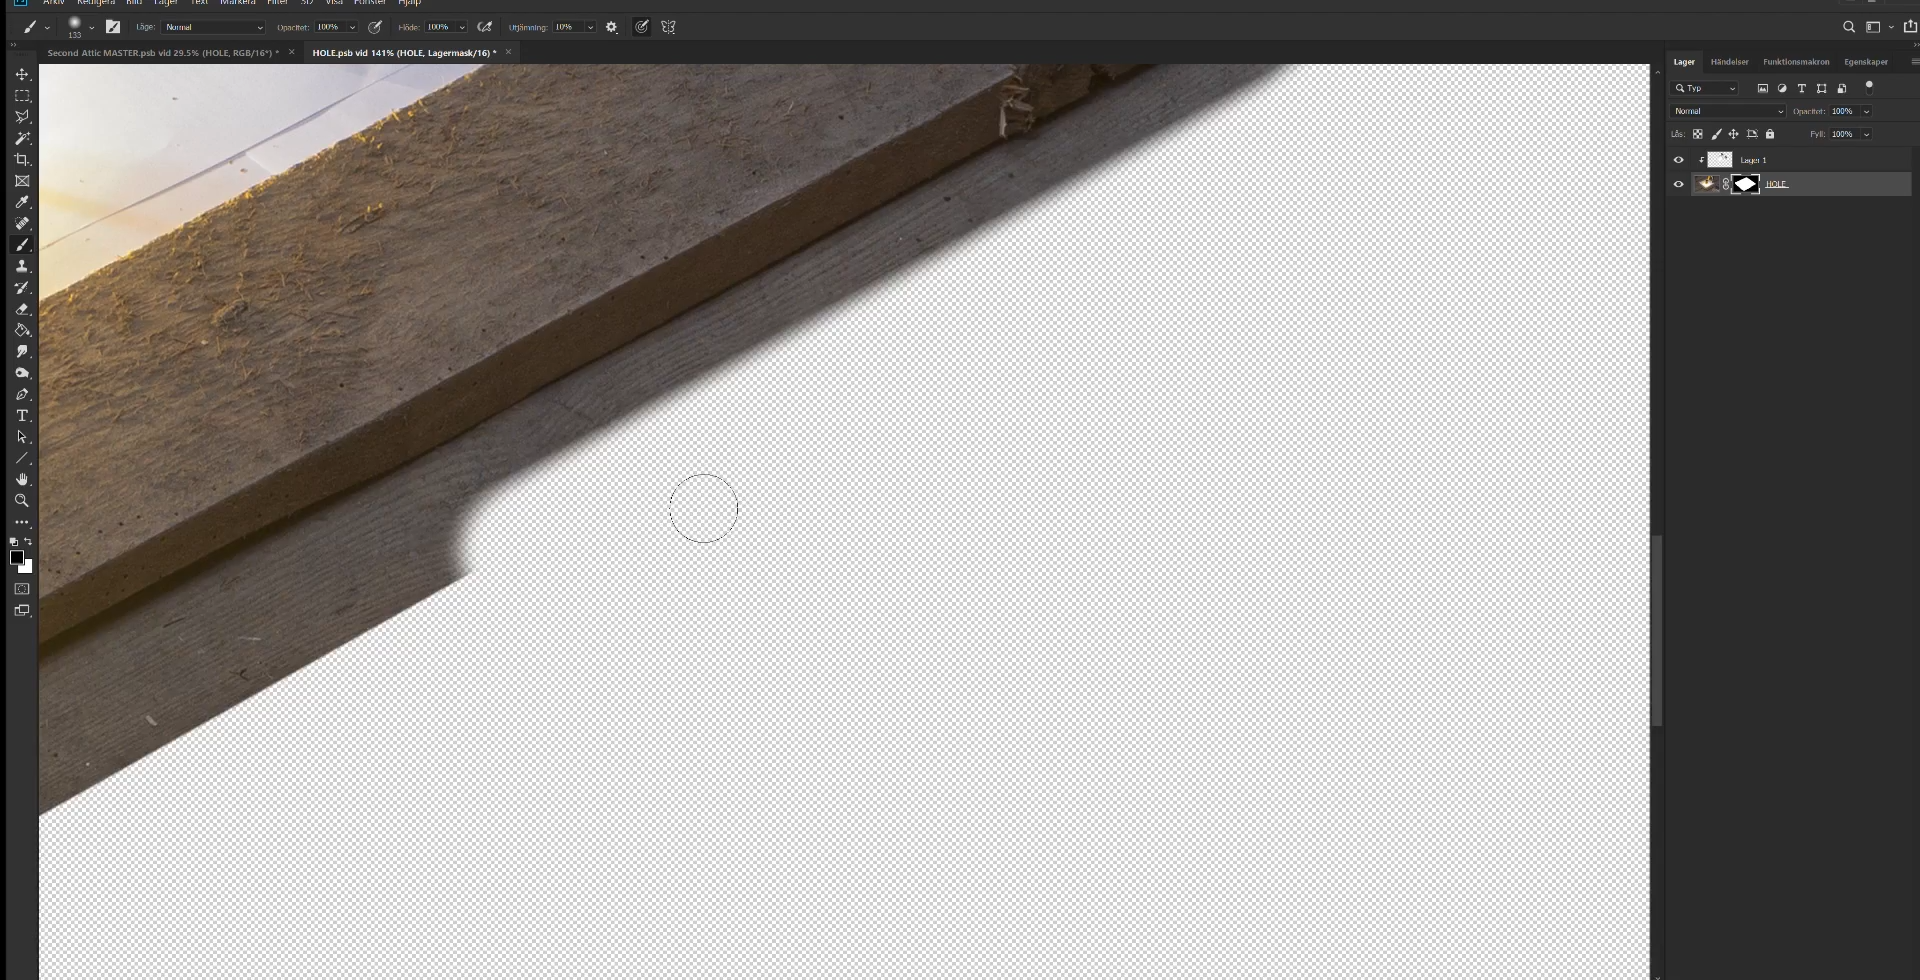 Arkiv Redigera Bild Lager Text Markera Filter 3D Visa Fönster Hjälp
133 Läge: Normal Opacitet: 100% Flöde: 100% Utjämning: 10%
Second Attic MASTER.psb vid 29.5% (HOLE, RGB/16*) * × HOLE.psb vid 141% (HOLE, Lagermask/16) * ×
Lager Händelser Funktionsmakron Egenskaper
Typ
Normal Opacitet: 100%
Lås: Fyll: 100%
Lager 1
HOLE